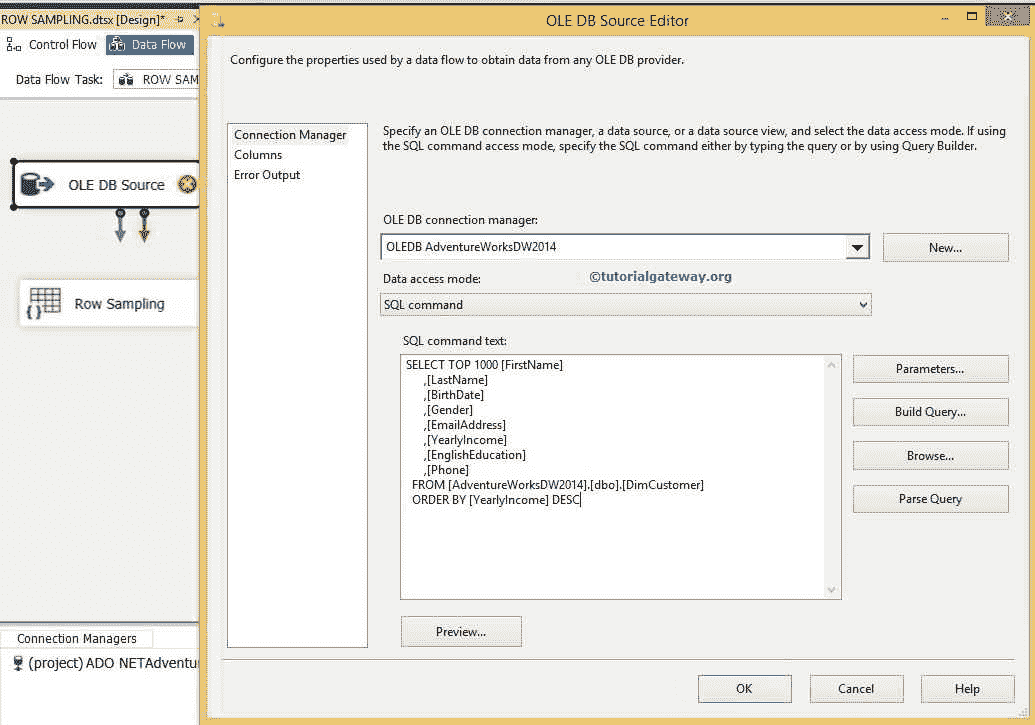 ROW SAMPLING.dtsx [Design]*
OLE DB Source Editor
Control Flow
Data Flow
Data Flow Task:
ROW SAM
Configure the properties used by a data flow to obtain data from any OLE DB provider.
Connection Manager
Columns
Error Output
Specify an OLE DB connection manager, a data source, or a data source view, and select the data access mode. If using
the SQL command access mode, specify the SQL command either by typing the query or by using Query Builder.
OLE DB Source
OLE DB connection manager:
OLEDB AdventureWorksDW2014
New...
Data access mode:
©tutorialgateway.org
SQL command
Row Sampling
SQL command text:
SELECT TOP 1000 [FirstName]
,[LastName]
,[BirthDate]
,[Gender]
,[EmailAddress]
,[YearlyIncome]
,[EnglishEducation]
,[Phone]
FROM [AdventureWorksDW2014].[dbo].[DimCustomer]
ORDER BY [YearlyIncome] DESC
Parameters...
Build Query...
Browse...
Parse Query
Preview...
Connection Managers
(project) ADO NETAdventu
OK
Cancel
Help